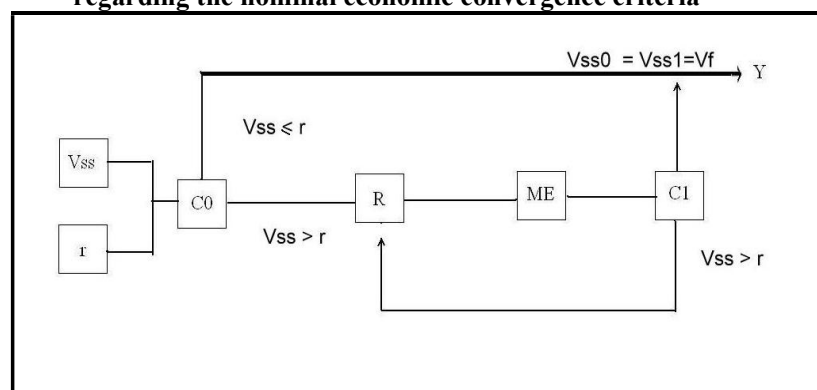 regarding the nominal economic convergence criteria
Vss0 = Vss1=Vf
Y
Vss ⩽ r
Vss
C0
R
ME
C1
Vss > r
r
Vss > r